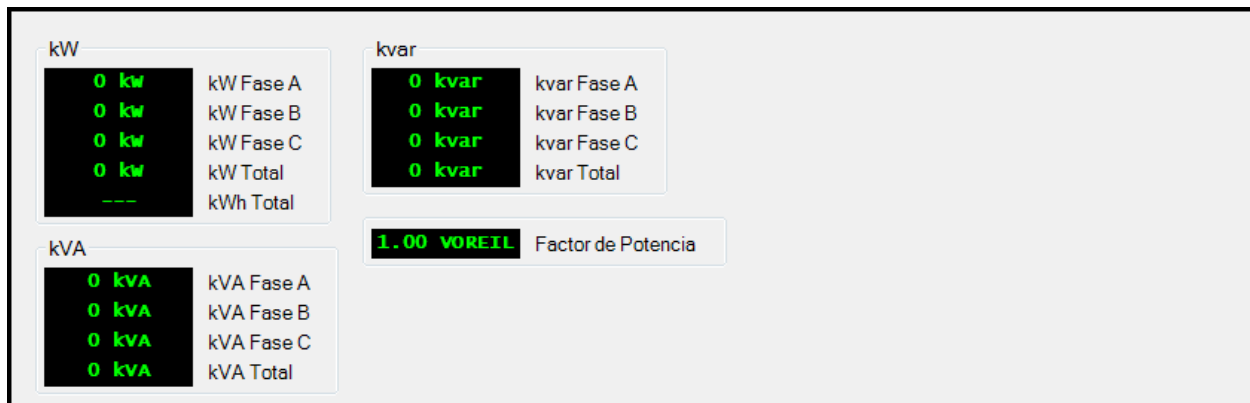 kW
0 kW kW Fase A
0 kW kW Fase B
0 kW kW Fase C
0 kW kW Total
--- kWh Total
kvar
0 kvar kvar Fase A
0 kvar kvar Fase B
0 kvar kvar Fase C
0 kvar kvar Total
1.00 VOREIL Factor de Potencia
kVA
0 kVA kVA Fase A
0 kVA kVA Fase B
0 kVA kVA Fase C
0 kVA kVA Total